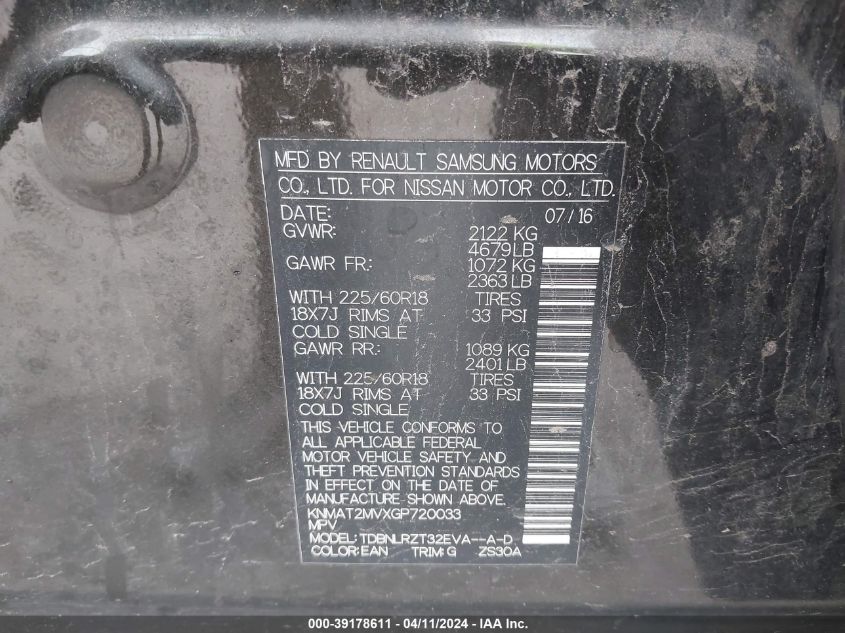 MFD BY RENAULT SAMSUNG MOTORS
CO., LTD. FOR NISSAN MOTOR CO., LTD.
DATE: 07/16
GVWR: 2122 KG
4679 LB
GAWR FR.: 1072 KG
2363 LB
WITH 225/60R18 TIRES
18X7J RIMS AT 33 PSI
COLD SINGLE
GAWR RR.: 1089 KG
2401 LB
WITH 225/60R18 TIRES
18X7J RIMS AT 33 PSI
COLD SINGLE
THIS VEHICLE CONFORMS TO
ALL APPLICABLE FEDERAL
MOTOR VEHICLE SAFETY AND
THEFT PREVENTION STANDARDS
IN EFFECT ON THE DATE OF
MANUFACTURE SHOWN ABOVE.
KNMAT2MVXGP720033
MPV
MODEL: TDBNLRZT32EVA--A-D
COLOR:EAN TRIM:G ZS30A
000-39178611 - 04/11/2024 - IAA Inc.